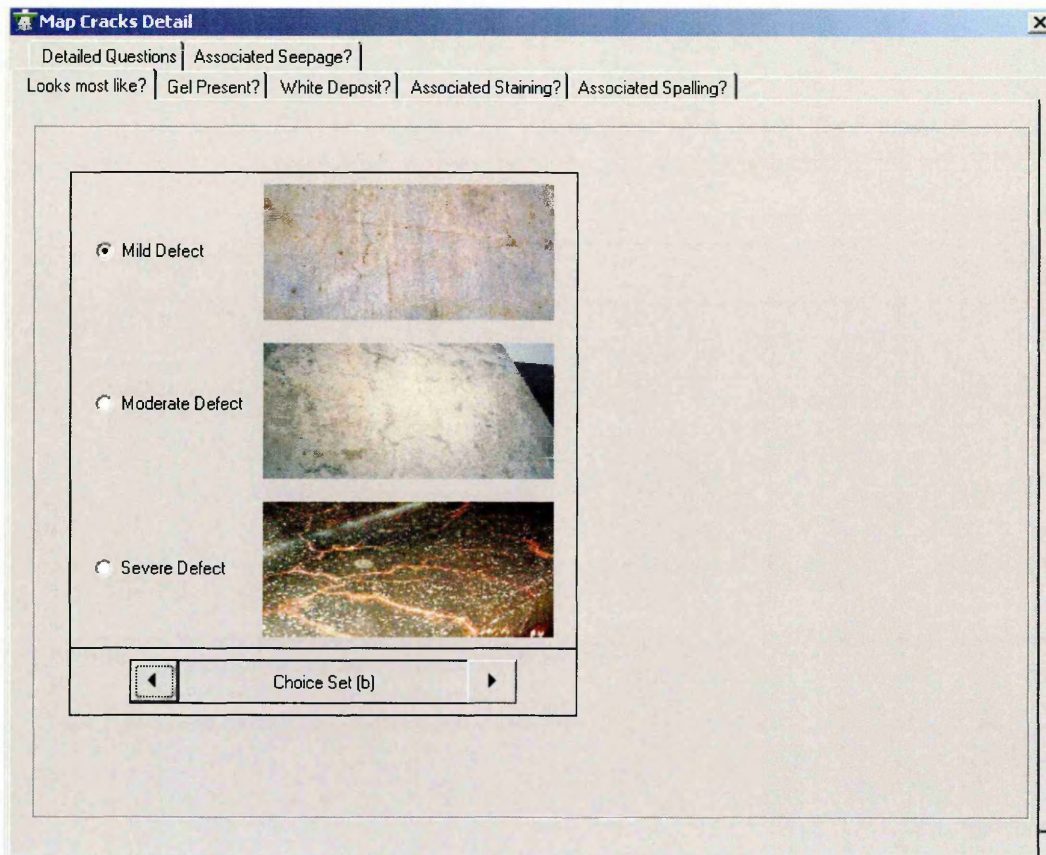 Map Cracks Detail
Detailed Questions Associated Seepage?
Looks most like? Gel Present? White Deposit? Associated Staining? Associated Spalling?
Mild Defect
Moderate Defect
Severe Defect
Choice Set (b)